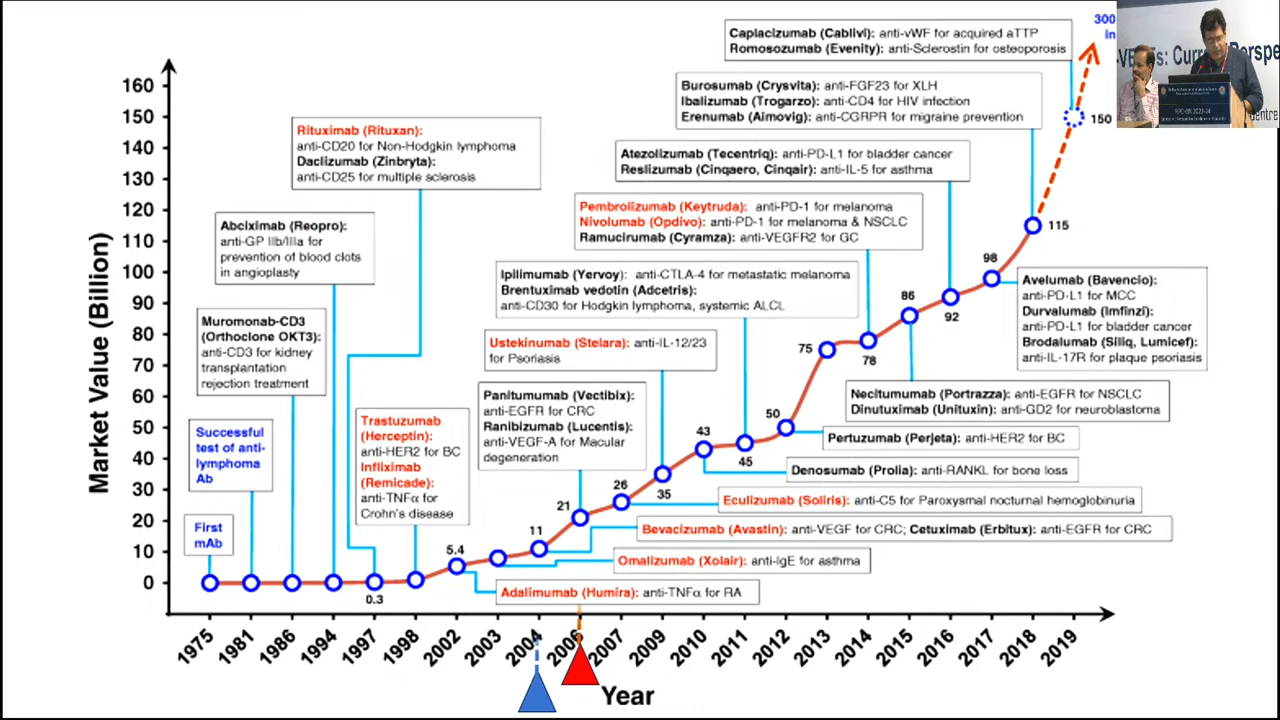 Caplacizumab (Cablivi): anti-vWF for acquired aTTP
Romosozumab (Evenity): anti-Sclerostin for osteoporosis
300
in
-VE
s: Current Perspe
Centre
Burosumab (Crysvita): anti-FGF23 for XLH
Ibalizumab (Trogarzo): anti-CD4 for HIV infection
Erenumab (Aimovig): anti-CGRPR for migraine prevention
Rituximab (Rituxan):
anti-CD20 for Non-Hodgkin lymphoma
Daclizumab (Zinbryta):
anti-CD25 for multiple sclerosis
Atezolizumab (Tecentriq): anti-PD-L1 for bladder cancer
Reslizumab (Cinqaero, Cinqair): anti-IL-5 for asthma
Pembrolizumab (Keytruda): anti-PD-1 for melanoma
Nivolumab (Opdivo): anti-PD-1 for melanoma & NSCLC
Ramucirumab (Cyramza): anti-VEGFR2 for GC
Abciximab (Reopro):
anti-GP IIb/IIIa for
prevention of blood clots
in angioplasty
Ipilimumab (Yervoy): anti-CTLA-4 for metastatic melanoma
Brentuximab vedotin (Adcetris):
anti-CD30 for Hodgkin lymphoma, systemic ALCL
Avelumab (Bavencio):
anti-PD-L1 for MCC
Durvalumab (Imfinzi):
anti-PD-L1 for bladder cancer
Brodalumab (Siliq, Lumicef):
anti-IL-17R for plaque psoriasis
Muromonab-CD3
(Orthoclone OKT3):
anti-CD3 for kidney
transplantation
rejection treatment
Ustekinumab (Stelara): anti-IL-12/23
for Psoriasis
Panitumumab (Vectibix):
anti-EGFR for CRC
Ranibizumab (Lucentis):
anti-VEGF-A for Macular
degeneration
Necitumumab (Portrazza): anti-EGFR for NSCLC
Dinutuximab (Unituxin): anti-GD2 for neuroblastoma
Successful
test of anti-
lymphoma
Ab
Trastuzumab
(Herceptin):
anti-HER2 for BC
Infliximab
(Remicade):
anti-TNFα for
Crohn's disease
Pertuzumab (Perjeta): anti-HER2 for BC
Denosumab (Prolia): anti-RANKL for bone loss
Eculizumab (Soliris): anti-C5 for Paroxysmal nocturnal hemoglobinuria
First
mAb
Bevacizumab (Avastin): anti-VEGF for CRC; Cetuximab (Erbitux): anti-EGFR for CRC
Omalizumab (Xolair): anti-IgE for asthma
Adalimumab (Humira): anti-TNFα for RA
0.3
5.4
11
21
26
35
43
45
50
75
78
86
92
98
115
150
Market Value (Billion)
160
150
140
130
120
110
100
90
80
70
60
50
40
30
20
10
0
1975 1981 1986 1994 1997 1998 2002 2003 2004 2006 2007 2009 2010 2011 2012 2013 2014 2015 2016 2017 2018 2019
Year